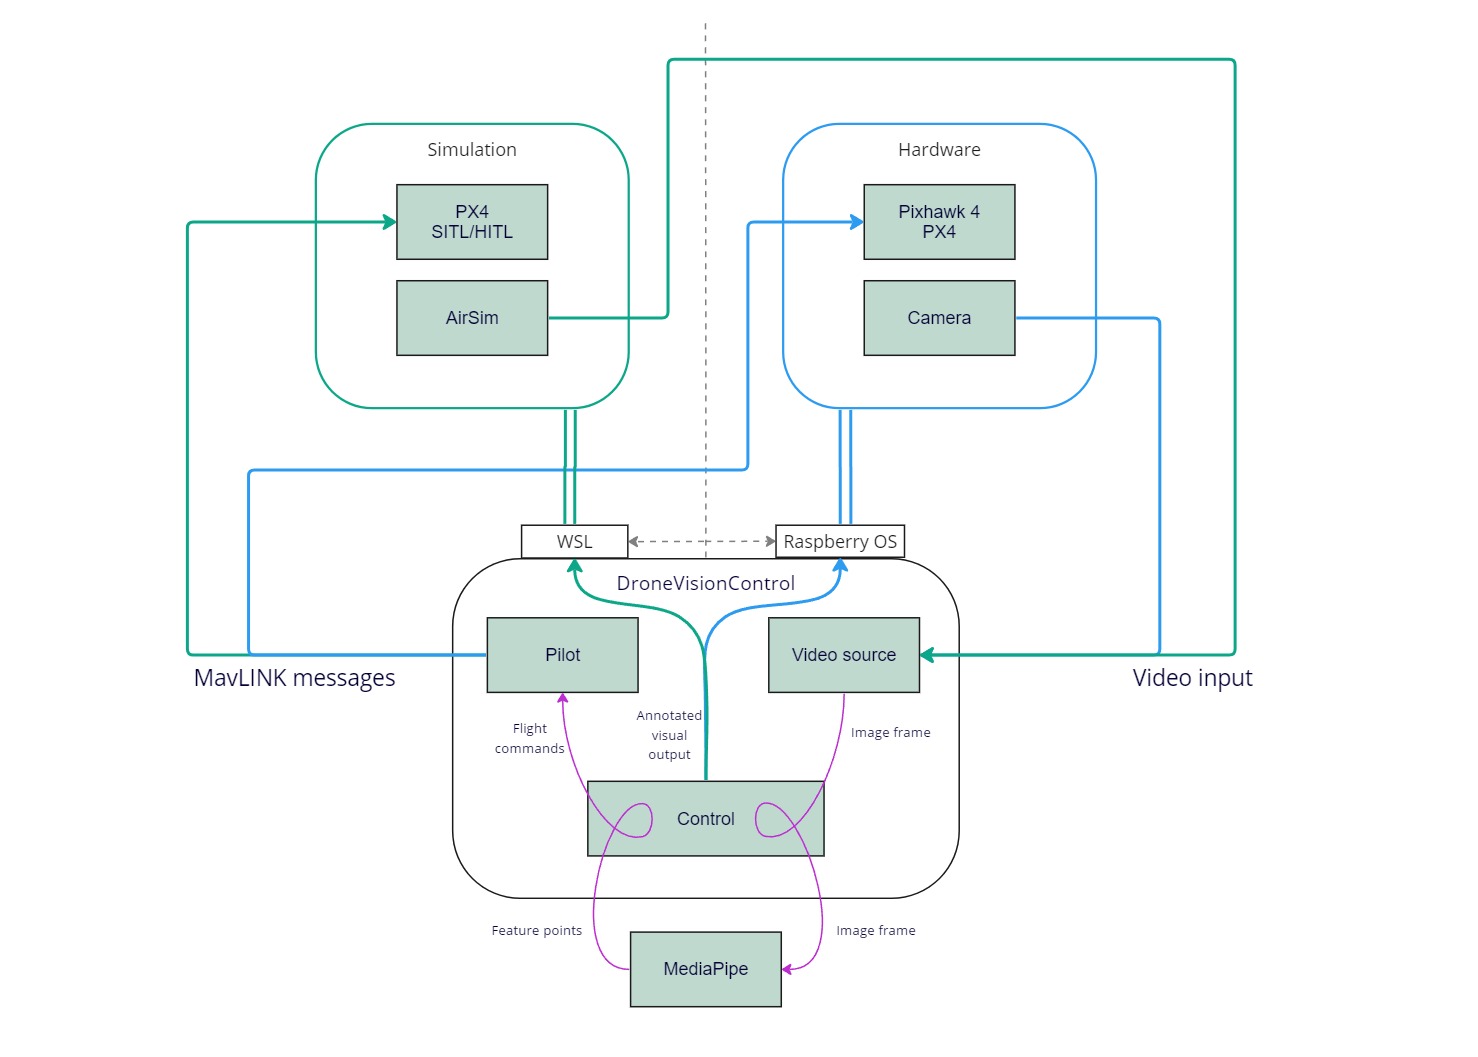 Simulation
Hardware
PX4
SITL/HITL
Pixhawk 4
PX4
AirSim
Camera
WSL
Raspberry OS
DroneVisionControl
Pilot
Video source
MavLINK messages
Video input
Flight
commands
Annotated
visual
output
Image frame
Control
Feature points
Image frame
MediaPipe